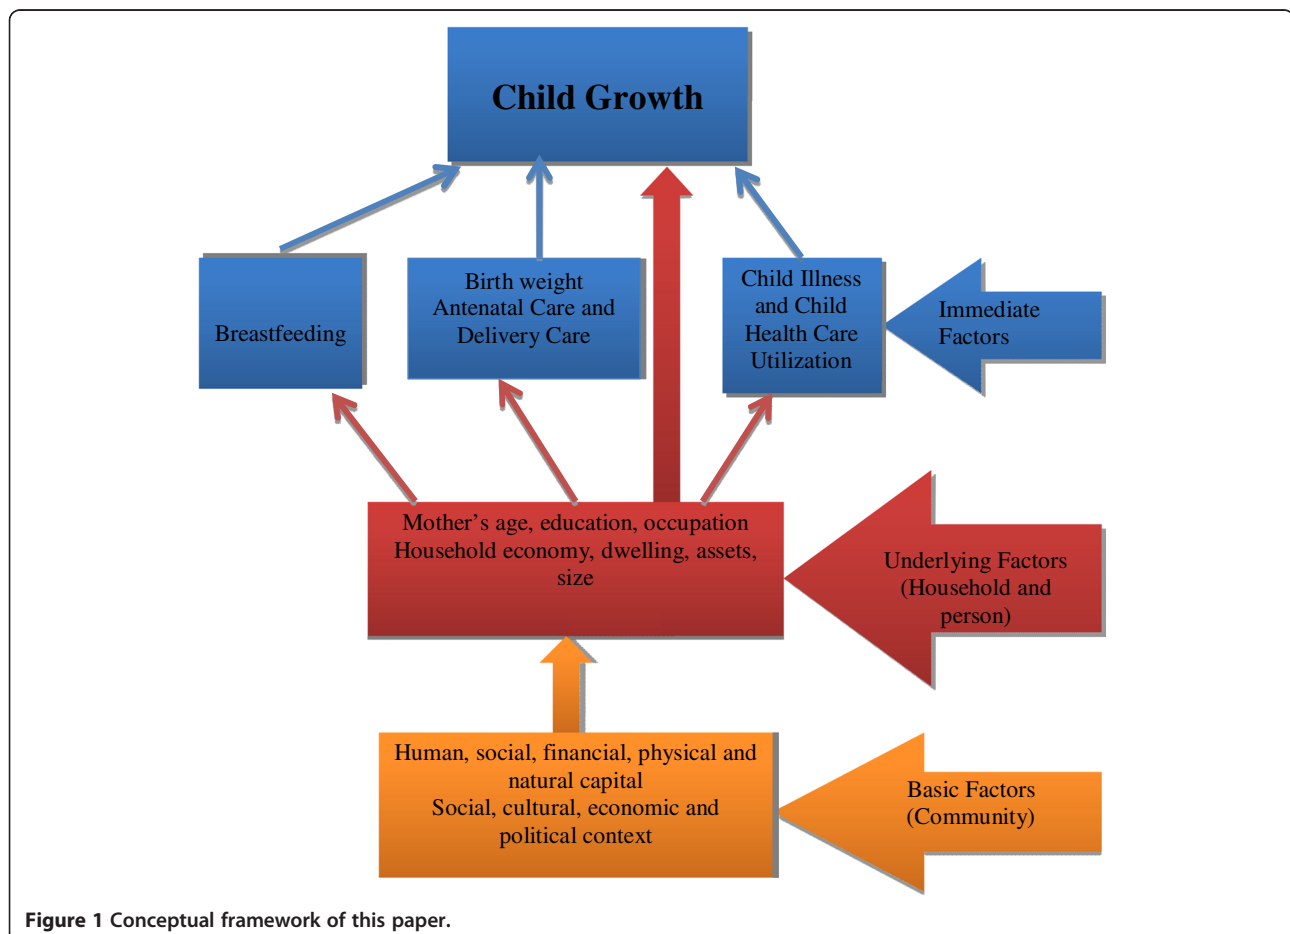 Child Growth
Breastfeeding
Birth weight
Antenatal Care and
Delivery Care
Child Illness
and Child
Health Care
Utilization
Immediate
Factors
Mother's age, education, occupation
Household economy, dwelling, assets,
size
Underlying Factors
(Household and
person)
Human, social, financial, physical and
natural capital
Social, cultural, economic and
political context
Basic Factors
(Community)
Figure 1 Conceptual framework of this paper.